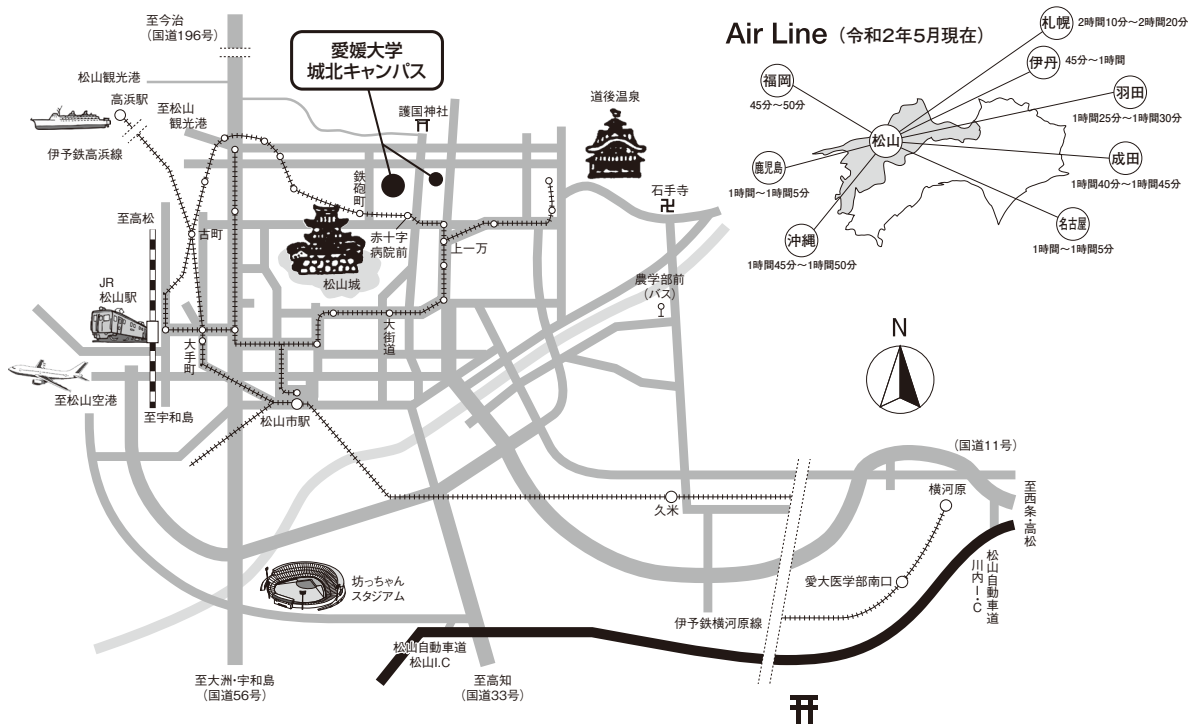 至今治
(国道196号)
愛媛大学
城北キャンパス
松山観光港
高浜駅
至松山
観光港
護国神社
道後温泉
伊予鉄高浜線
鉄砲町
石手寺
至高松
古町
赤十字
病院前
上一万
松山城
農学部前
(バス)
JR
松山駅
大手町
大街道
至松山空港
至宇和島
松山市駅
(国道11号)
横河原
至西条・高松
久米
愛大医学部南口
松山自動車道
川内I・C
坊っちゃん
スタジアム
伊予鉄横河原線
松山自動車道
松山I.C
至大洲・宇和島
(国道56号)
至高知
(国道33号)
N
Air Line(令和2年5月現在)
札幌 2時間10分〜2時間20分
伊丹 45分〜1時間
福岡
45分〜50分
羽田
1時間25分〜1時間30分
松山
成田
1時間40分〜1時間45分
鹿児島
1時間〜1時間5分
名古屋
1時間〜1時間5分
沖縄
1時間45分〜1時間50分